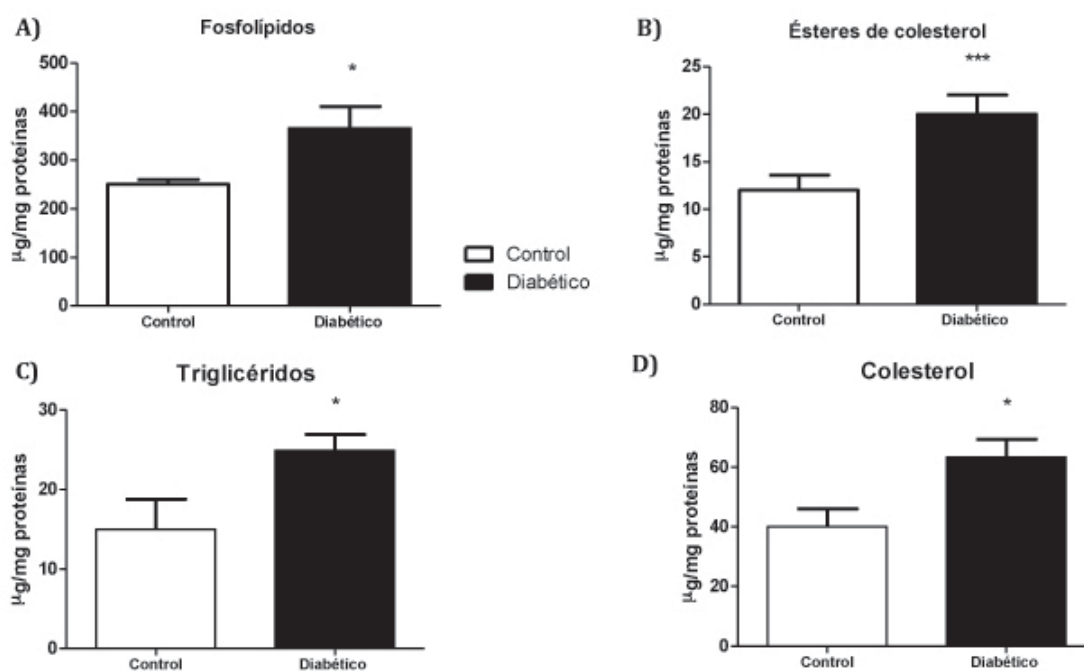 A)
Fosfolípidos
*
500
400
300
200
100
0
μg/mg proteínas
Control
Diabético
B)
Ésteres de colesterol
***
25
20
15
10
5
0
μg/mg proteínas
Control
Diabético
Control
Diabético
C)
Triglicéridos
*
30
20
10
0
μg/mg proteínas
Control
Diabético
D)
Colesterol
*
80
60
40
20
0
μg/mg proteínas
Control
Diabético